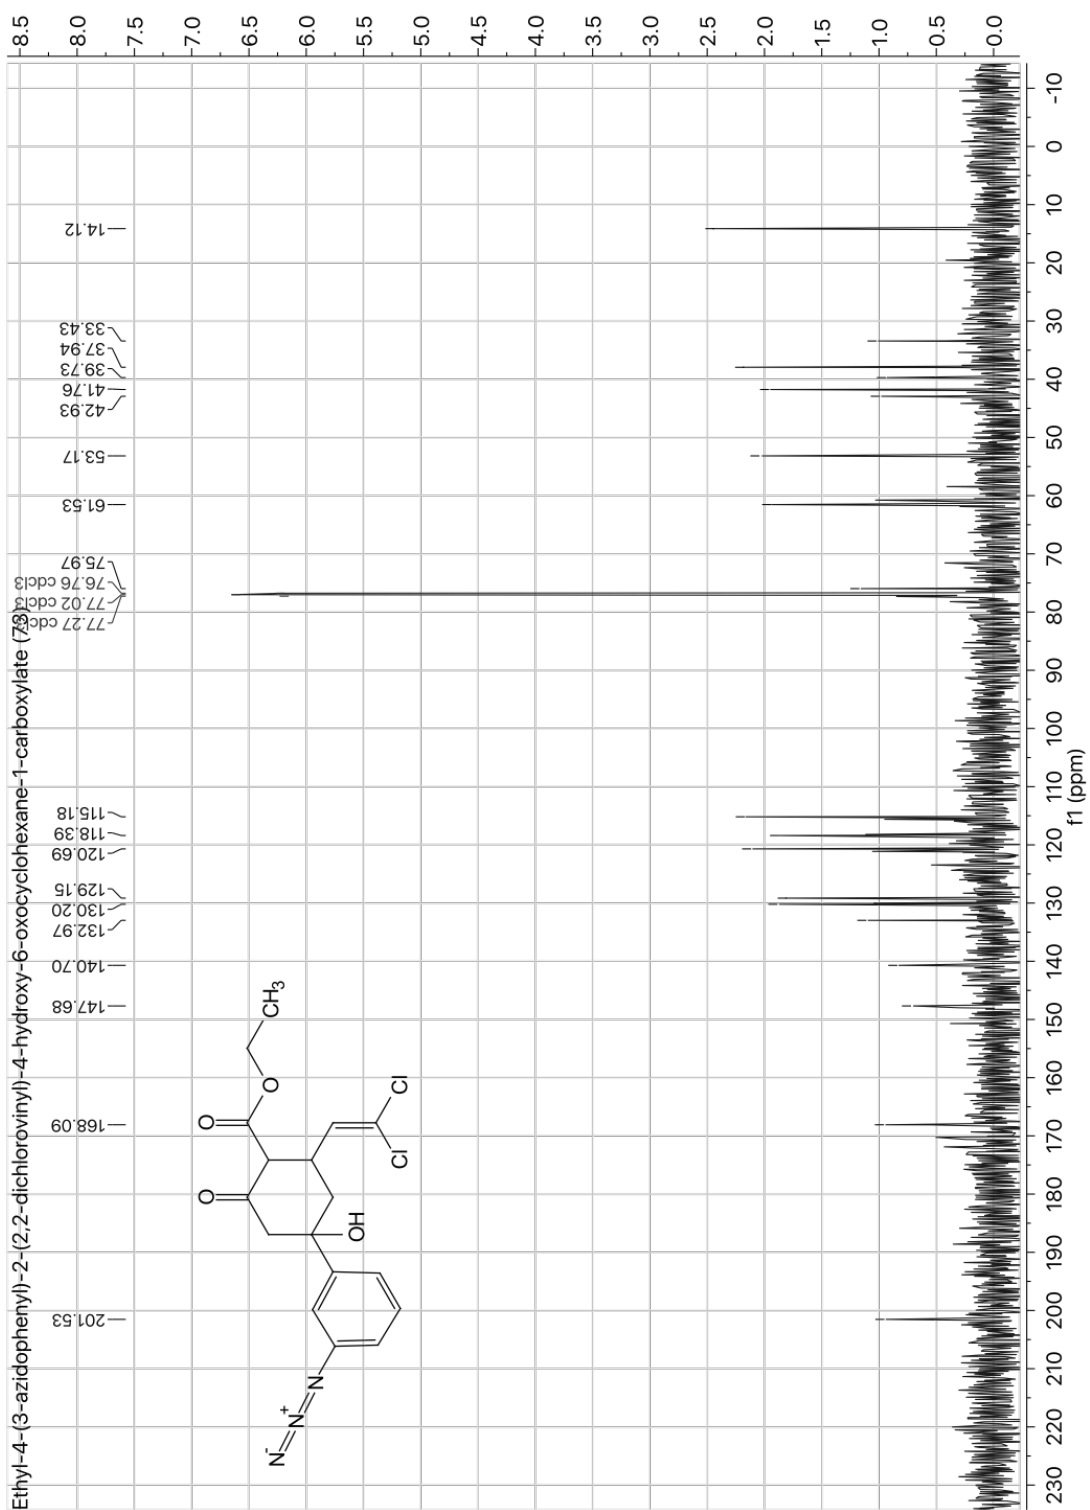 Ethyl-4-(3-azidophenyl)-2-(2,2-dichlorovinyl)-4-hydroxy-6-oxocyclohexane-1-carboxylate (73)
201.53
168.09
147.68
140.70
132.97
130.20
129.15
120.69
118.39
115.18
77.27 cdcl3
77.02 cdcl3
76.76 cdcl3
75.97
61.53
53.17
42.93
41.76
39.73
37.94
33.43
14.12
O
O
O
CH3
Cl
Cl
OH
N
N+
N-
8.5
8.0
7.5
7.0
6.5
6.0
5.5
5.0
4.5
4.0
3.5
3.0
2.5
2.0
1.5
1.0
0.5
0.0
230 220 210 200 190 180 170 160 150 140 130 120 110 100 90 80 70 60 50 40 30 20 10 0 -10
f1 (ppm)